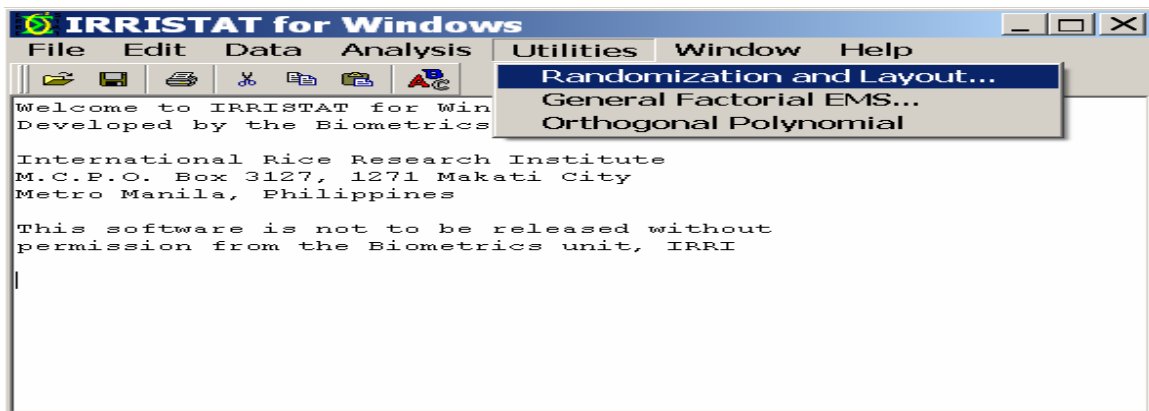 IRRISTAT for Windows
File Edit Data Analysis Utilities Window Help
ABC
Randomization and Layout...
General Factorial EMS...
Orthogonal Polynomial
Welcome to IRRISTAT for Win
Developed by the Biometrics
International Rice Research Institute
M.C.P.O. Box 3127, 1271 Makati City
Metro Manila, Philippines
This software is not to be released without
permission from the Biometrics unit, IRRI